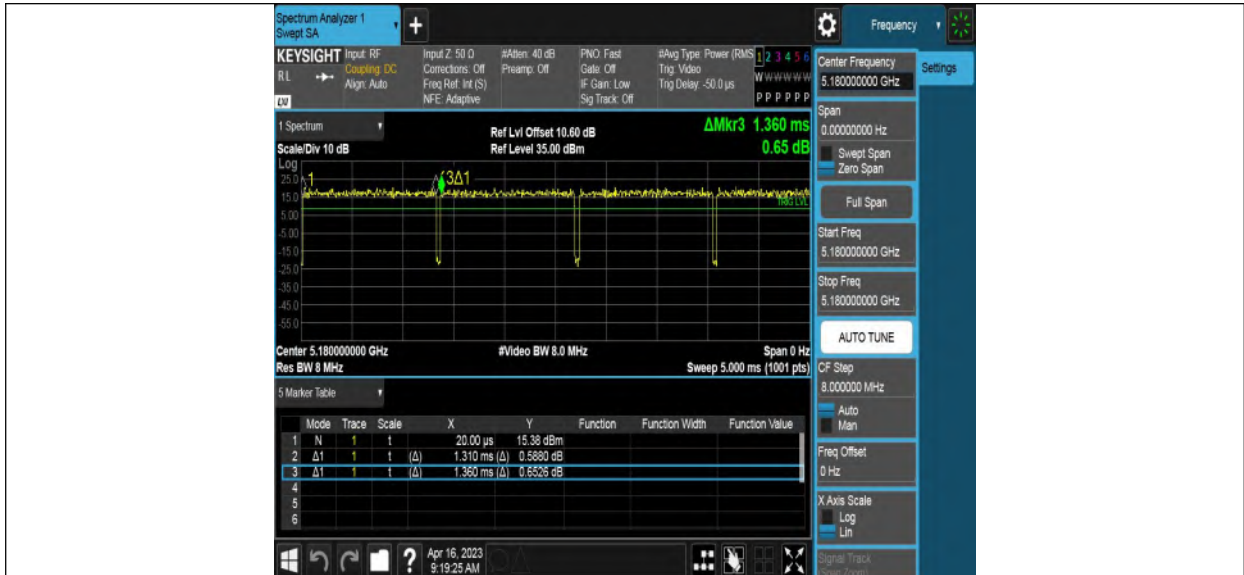 Spectrum Analyzer 1
Swept SA
+
Frequency
KEYSIGHT Input: RF Input Z: 50 Ω #Atten: 40 dB PNO: Fast #Avg Type: Power (RMS 1 2 3 4 5 6
RL Coupling: DC Corrections: Off Preamp: Off Gate: Off Trig: Video W W W W W W
Align: Auto Freq Ref: Int (S) IF Gain: Low Trig Delay: -50.0 µs
NFE: Adaptive Sig Track: Off P P P P P P
LXI
1 Spectrum
Ref Lvl Offset 10.60 dB
ΔMkr3 1.360 ms
Scale/Div 10 dB
Ref Level 35.00 dBm
0.65 dB
Log
25.0
15.0
5.00
-5.00
-15.0
-25.0
-35.0
-45.0
-55.0
1
3Δ1
TRIG LVL
Center 5.180000000 GHz
#Video BW 8.0 MHz
Span 0 Hz
Res BW 8 MHz
Sweep 5.000 ms (1001 pts)
5 Marker Table
Mode Trace Scale X Y Function Function Width Function Value
1 N 1 t 20.00 µs 15.38 dBm
2 Δ1 1 t (Δ) 1.310 ms (Δ) 0.5880 dB
3 Δ1 1 t (Δ) 1.360 ms (Δ) 0.6526 dB
4
5
6
Center Frequency
5.180000000 GHz
Settings
Span
0.00000000 Hz
Swept Span
Zero Span
Full Span
Start Freq
5.180000000 GHz
Stop Freq
5.180000000 GHz
AUTO TUNE
CF Step
8.000000 MHz
Auto
Man
Freq Offset
0 Hz
X Axis Scale
Log
Lin
Signal Track
(Span Zoom)
?
Apr 16, 2023
9:19:25 AM